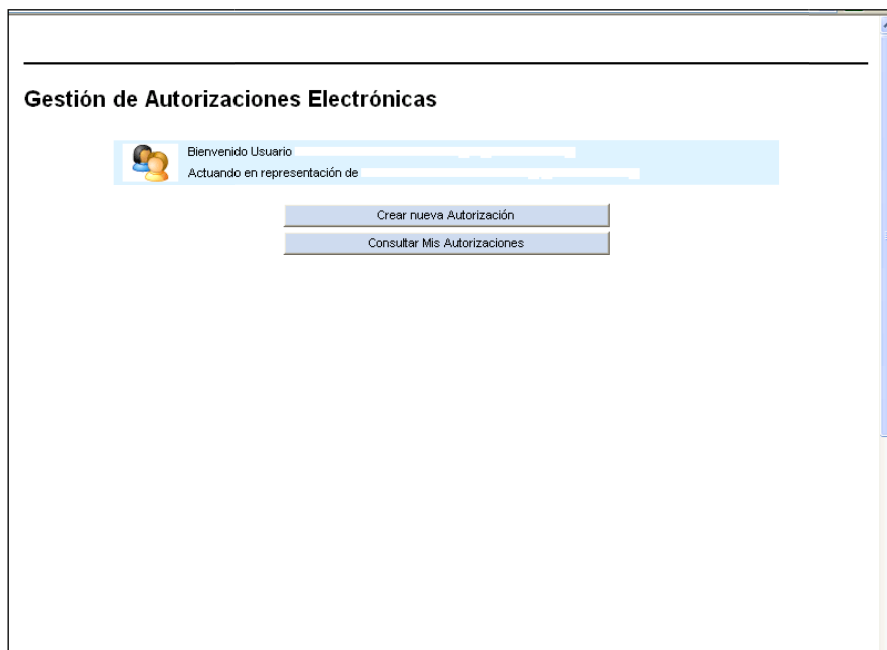 Gestión de Autorizaciones Electrónicas
Bienvenido Usuario
Actuando en representación de
Crear nueva Autorización
Consultar Mis Autorizaciones